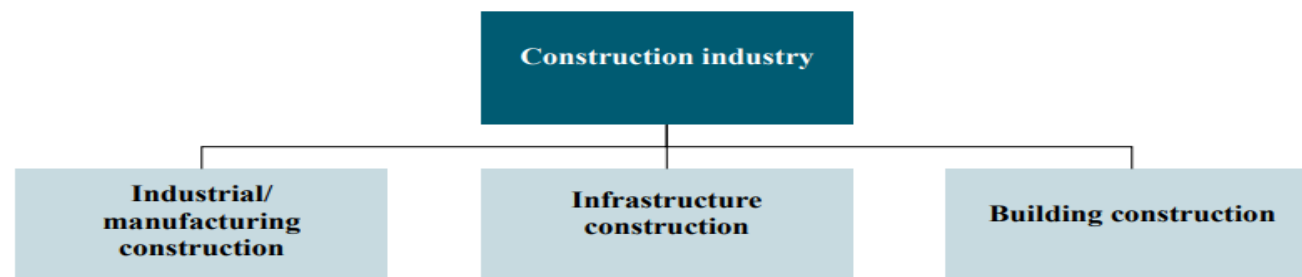 Construction industry
Industrial/
manufacturing
construction
Infrastructure
construction
Building construction